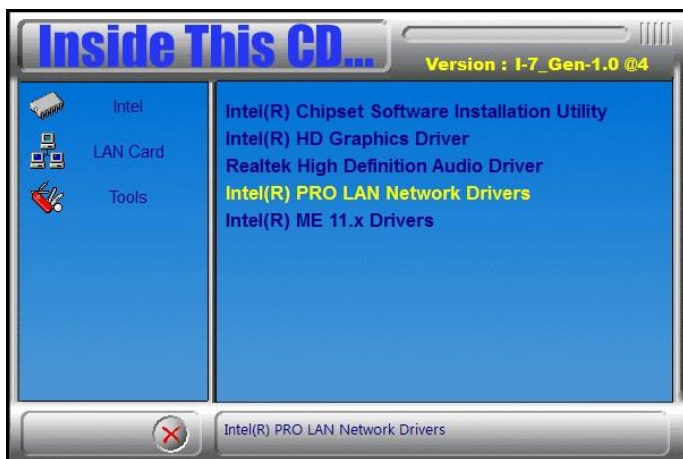 Inside This CD...
Version : I-7_Gen-1.0 @4
Intel
LAN Card
Tools
Intel(R) Chipset Software Installation Utility
Intel(R) HD Graphics Driver
Realtek High Definition Audio Driver
Intel(R) PRO LAN Network Drivers
Intel(R) ME 11.x Drivers
Intel(R) PRO LAN Network Drivers